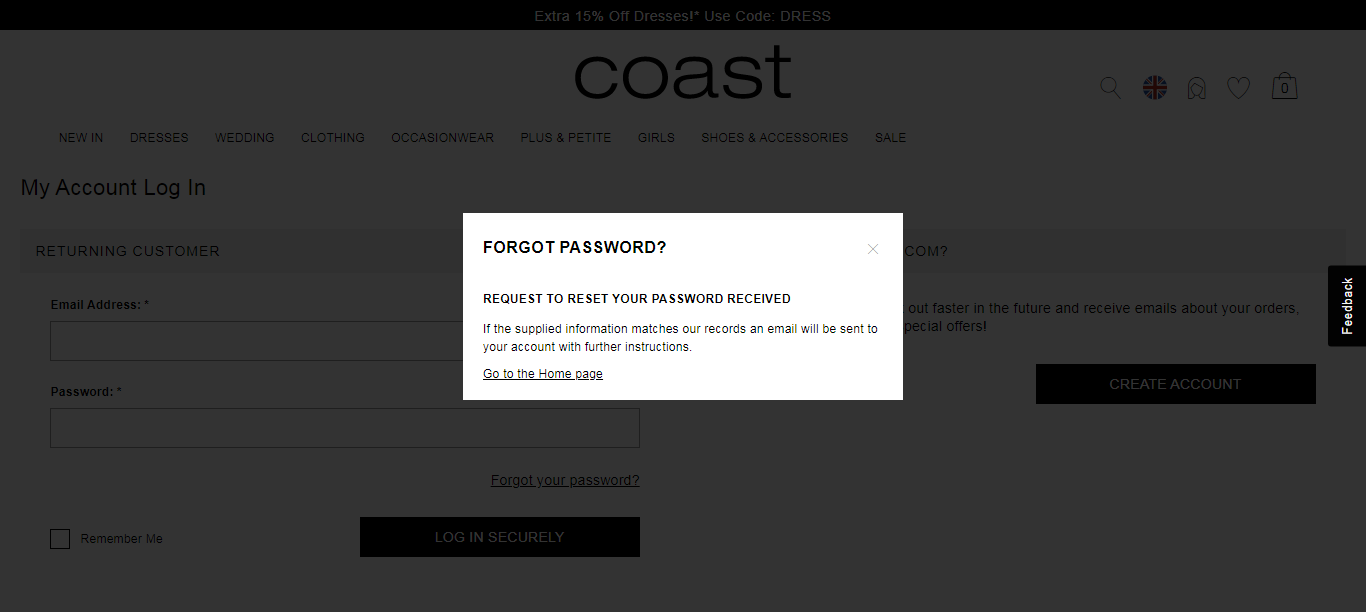 Extra 15% Off Dresses!* Use Code: DRESS
coast
0
NEW IN DRESSES WEDDING CLOTHING OCCASIONWEAR PLUS & PETITE GIRLS SHOES & ACCESSORIES SALE
My Account Log In
RETURNING CUSTOMER
Email Address: *
Password: *
Forgot your password?
Remember Me
LOG IN SECURELY
FORGOT PASSWORD?
REQUEST TO RESET YOUR PASSWORD RECEIVED
If the supplied information matches our records an email will be sent to
your account with further instructions.
Go to the Home page
COM?
out faster in the future and receive emails about your orders,
pecial offers!
CREATE ACCOUNT
Feedback